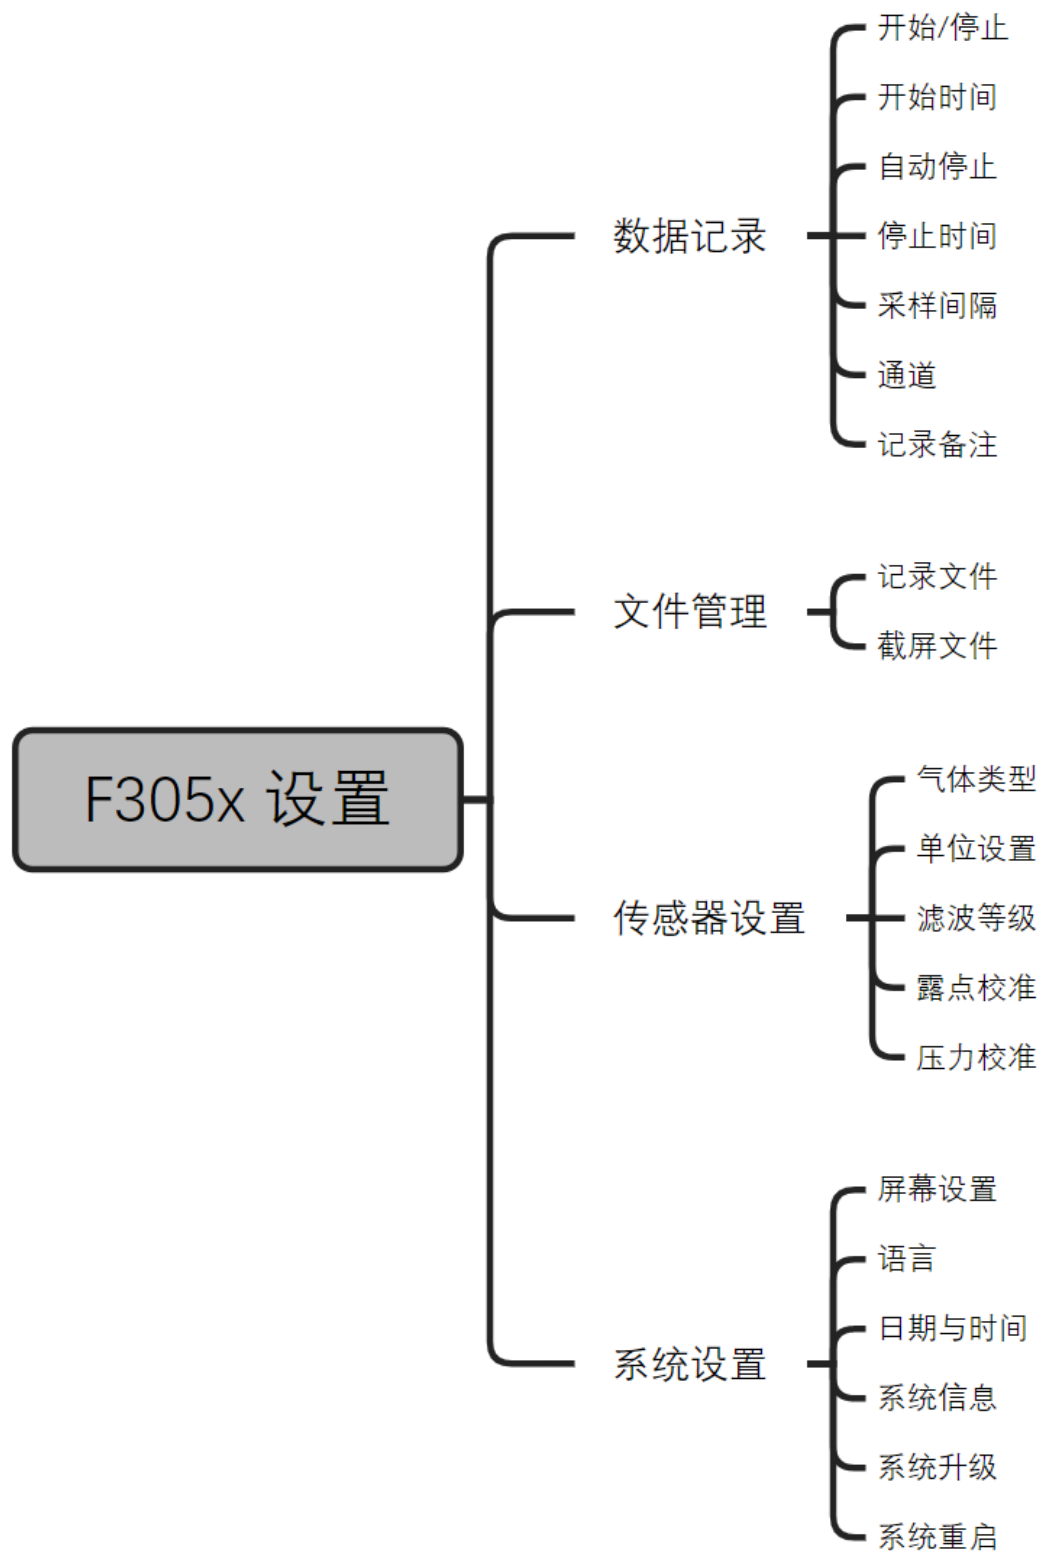 F305x 设置
数据记录
开始/停止
开始时间
自动停止
停止时间
采样间隔
通道
记录备注
文件管理
记录文件
截屏文件
传感器设置
气体类型
单位设置
滤波等级
露点校准
压力校准
系统设置
屏幕设置
语言
日期与时间
系统信息
系统升级
系统重启